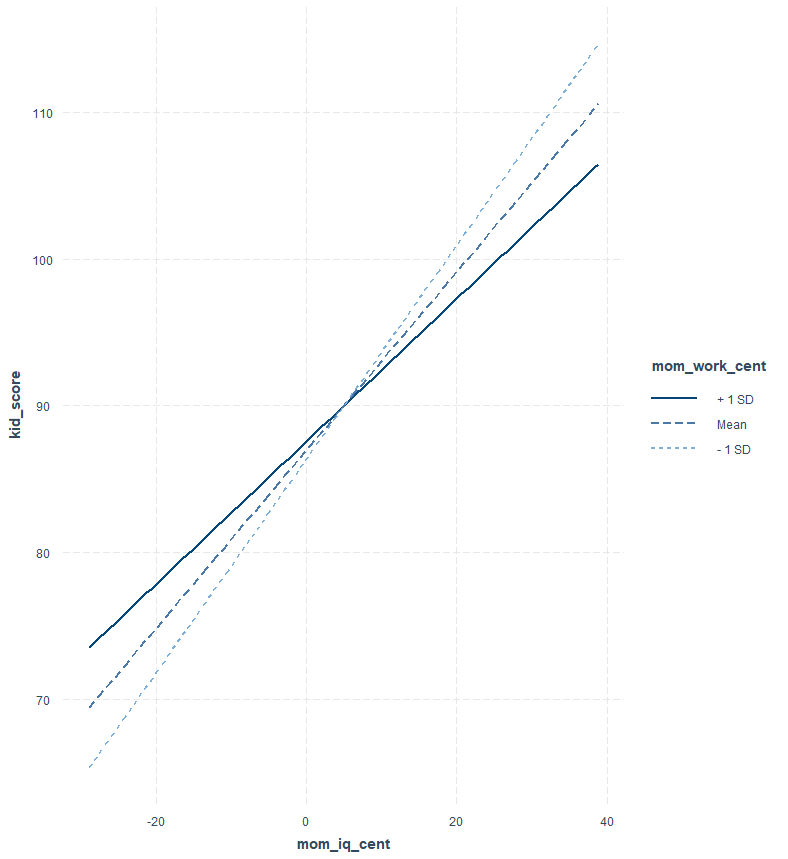 110
100
90
80
70
kid_score
-20 0 20 40
mom_iq_cent
mom_work_cent
+ 1 SD
Mean
- 1 SD